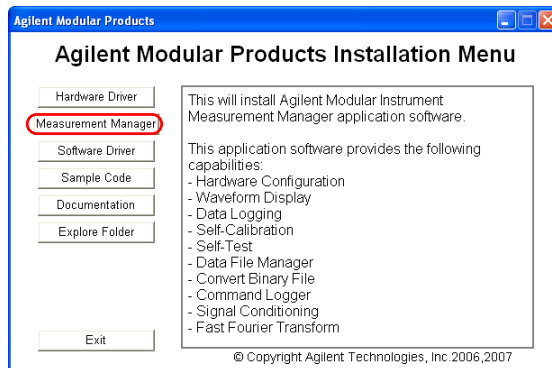 Agilent Modular Products
Agilent Modular Products Installation Menu
Hardware Driver
Measurement Manager
Software Driver
Sample Code
Documentation
Explore Folder
Exit
This will install Agilent Modular Instrument
Measurement Manager application software.
This application software provides the following
capabilities:
- Hardware Configuration
- Waveform Display
- Data Logging
- Self-Calibration
- Self-Test
- Data File Manager
- Convert Binary File
- Command Logger
- Signal Conditioning
- Fast Fourier Transform
© Copyright Agilent Technologies, Inc.2006,2007